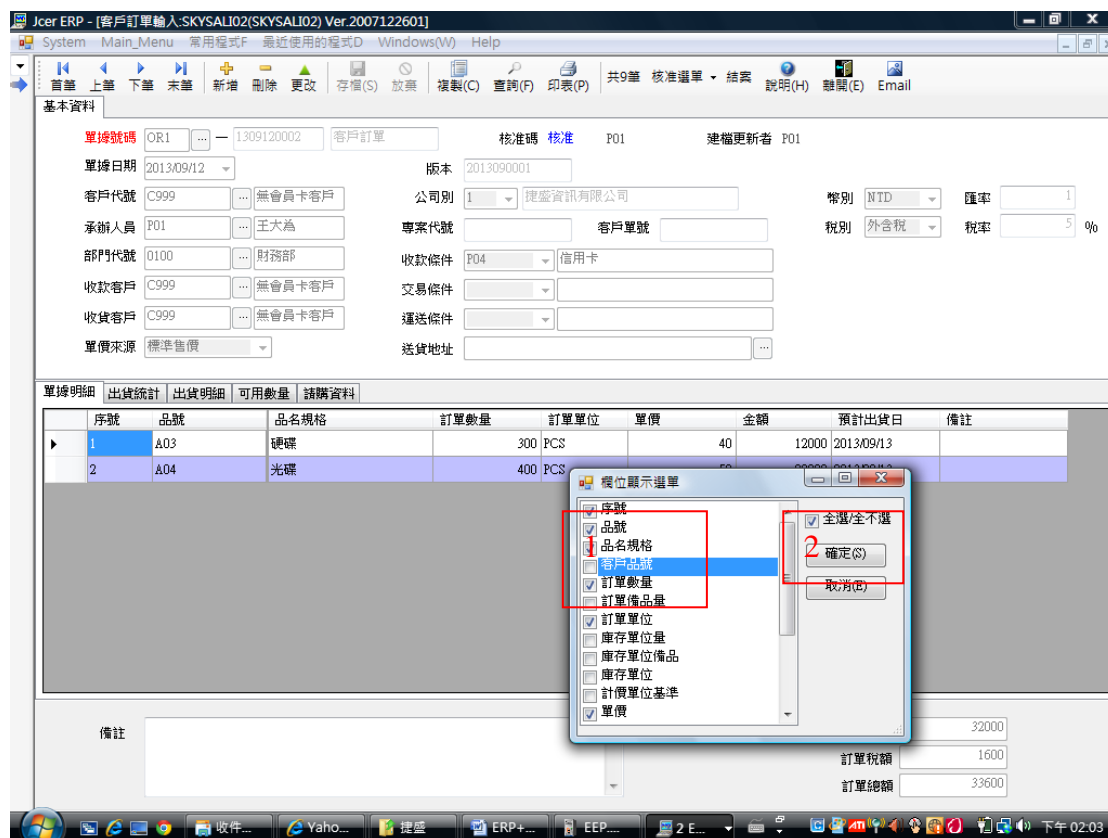 Jcer ERP - [客戶訂單輸入:SKYSALI02(SKYSALI02) Ver.2007122601]
System Main_Menu 常用程式F 最近使用的程式D Windows(W) Help
首筆 上筆 下筆 末筆 新增 刪除 更改 存檔(S) 放棄 複製(C) 查詢(F) 印表(P) 共9筆 核准選單 結案 說明(H) 離開(E) Email
基本資料
單據號碼 OR1 ... 1309120002 客戶訂單 核准碼 核准 P01 建檔更新者 P01
單據日期 2013/09/12 版本 2013090001
客戶代號 C999 ... 無會員卡客戶 公司別 1 捷盛資訊有限公司 幣別 NTD 匯率 1
承辦人員 P01 ... 王大為 專案代號 客戶單號 稅別 外含稅 稅率 5 %
部門代號 0100 ... 財務部 收款條件 P04 信用卡
收款客戶 C999 ... 無會員卡客戶 交易條件
收貨客戶 C999 ... 無會員卡客戶 運送條件
單價來源 標準售價 送貨地址 ...
單據明細 出貨統計 出貨明細 可用數量 請購資料
序號 品號 品名規格 訂單數量 訂單單位 單價 金額 預計出貨日 備註
1 A03 硬碟 300 PCS 40 12000 2013/09/13
2 A04 光碟 400 PCS
欄位顯示選單
序號
品號
品名規格
客戶品號
訂單數量
訂單備品量
訂單單位
庫存單位量
庫存單位備品
庫存單位
計價單位基準
單價
1
全選/全不選
2 確定(S)
取消(E)
備註
32000
訂單稅額 1600
訂單總額 33600
收件... Yaho... 捷盛 ERP+... EEP.... 2 E... 下午 02:03